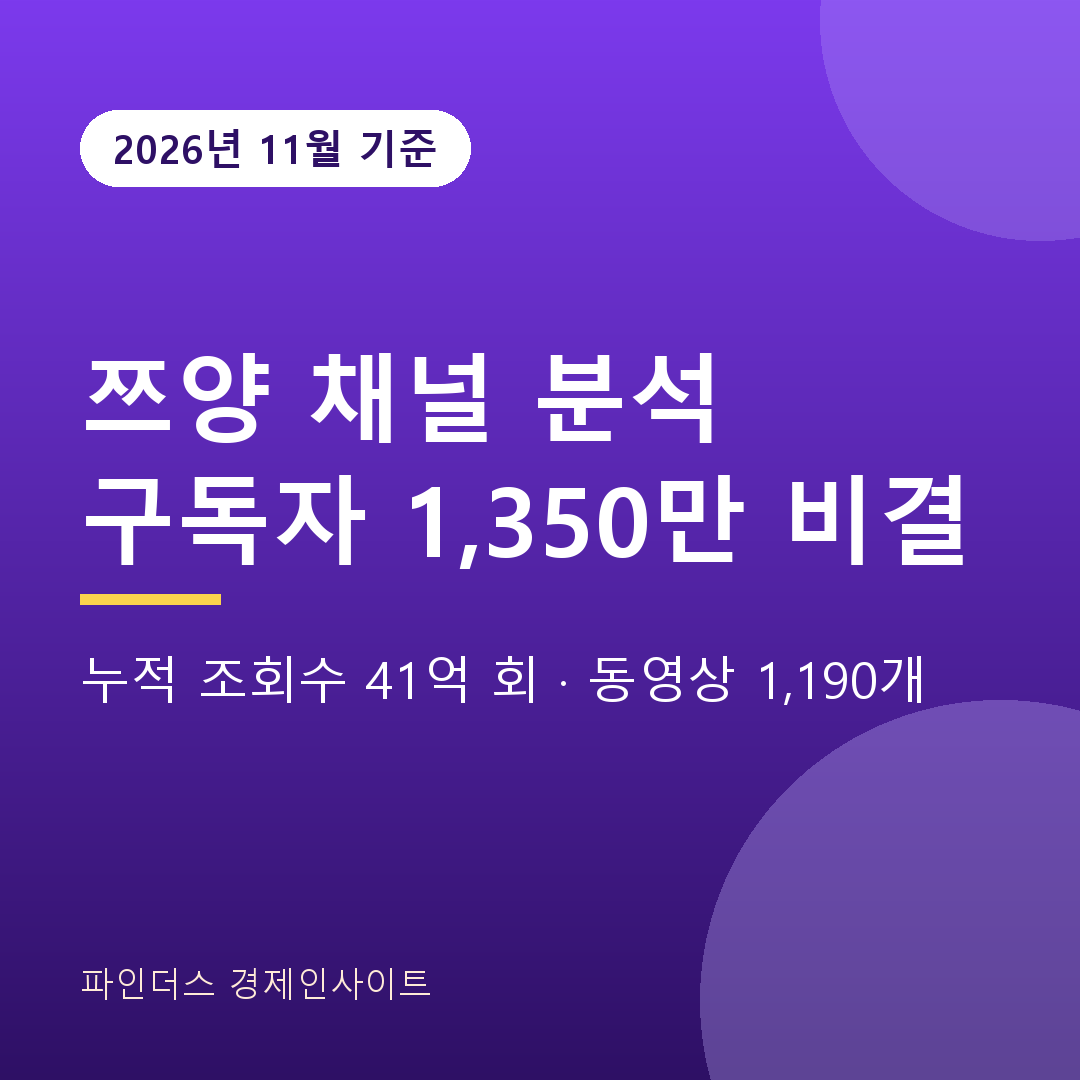 2026년 11월 기준
쯔양 채널 분석
구독자 1,350만 비결
누적 조회수 41억 회 · 동영상 1,190개
파인더스 경제인사이트